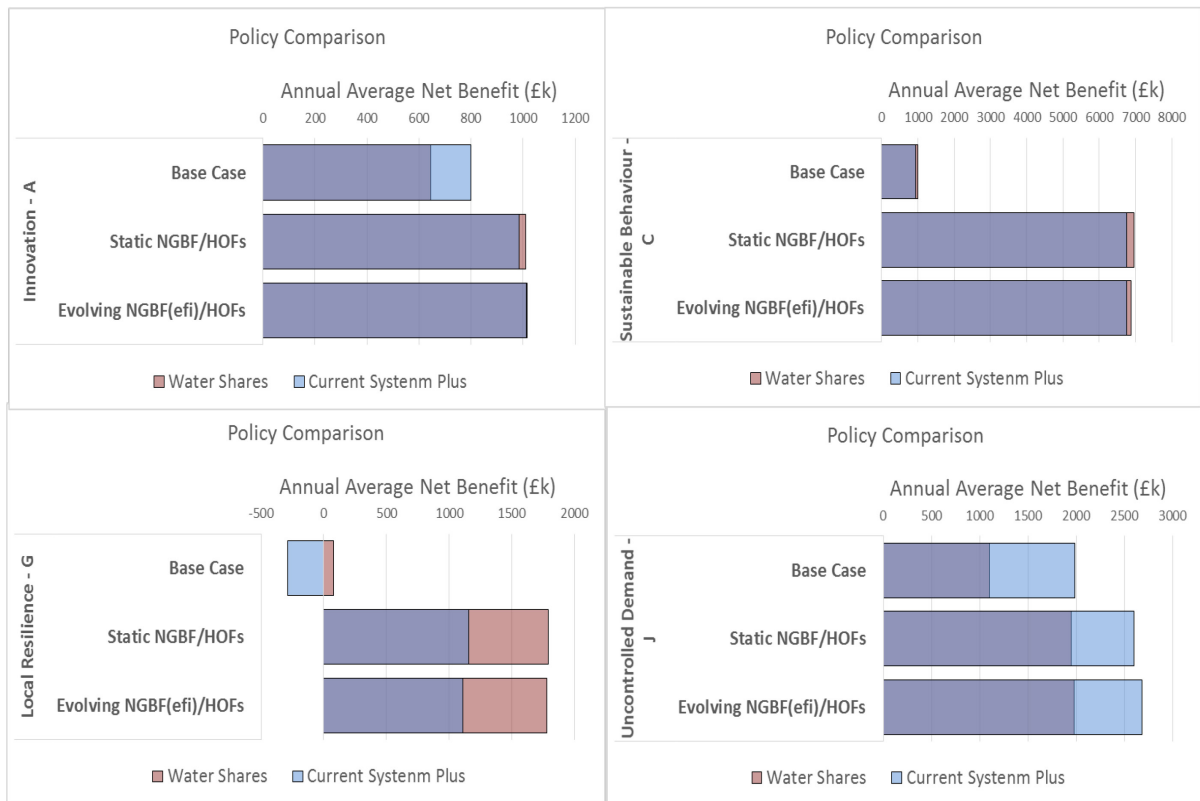 Policy Comparison
Annual Average Net Benefit (£k)
0 200 400 600 800 1000 1200
Innovation - A
Base Case
Static NGBF/HOFs
Evolving NGBF(efi)/HOFs
Water Shares Current Systenm Plus
Policy Comparison
Annual Average Net Benefit (£k)
0 1000 2000 3000 4000 5000 6000 7000 8000
Sustainable Behaviour -
C
Base Case
Static NGBF/HOFs
Evolving NGBF(efi)/HOFs
Water Shares Current Systenm Plus
Policy Comparison
Annual Average Net Benefit (£k)
-500 0 500 1000 1500 2000
Local Resilience - G
Base Case
Static NGBF/HOFs
Evolving NGBF(efi)/HOFs
Water Shares Current Systenm Plus
Policy Comparison
Annual Average Net Benefit (£k)
0 500 1000 1500 2000 2500 3000
Uncontrolled Demand -
J
Base Case
Static NGBF/HOFs
Evolving NGBF(efi)/HOFs
Water Shares Current Systenm Plus